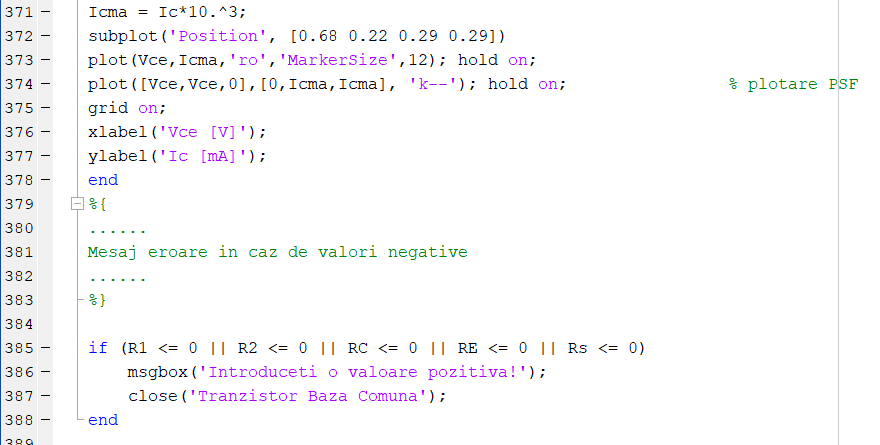 371 – Icma = Ic*10.^3;
372 – subplot('Position', [0.68 0.22 0.29 0.29])
373 – plot(Vce,Icma,'ro','MarkerSize',12); hold on;
374 – plot([Vce,Vce,0],[0,Icma,Icma], 'k--'); hold on; % plotare PSF
375 – grid on;
376 – xlabel('Vce [V]');
377 – ylabel('Ic [mA]');
378 – end
379 %{
380 ......
381 Mesaj eroare in caz de valori negative
382 ......
383 %}
384
385 – if (R1 <= 0 || R2 <= 0 || RC <= 0 || RE <= 0 || Rs <= 0)
386 – msgbox('Introduceti o valoare pozitiva!');
387 – close('Tranzistor Baza Comuna');
388 – end
389